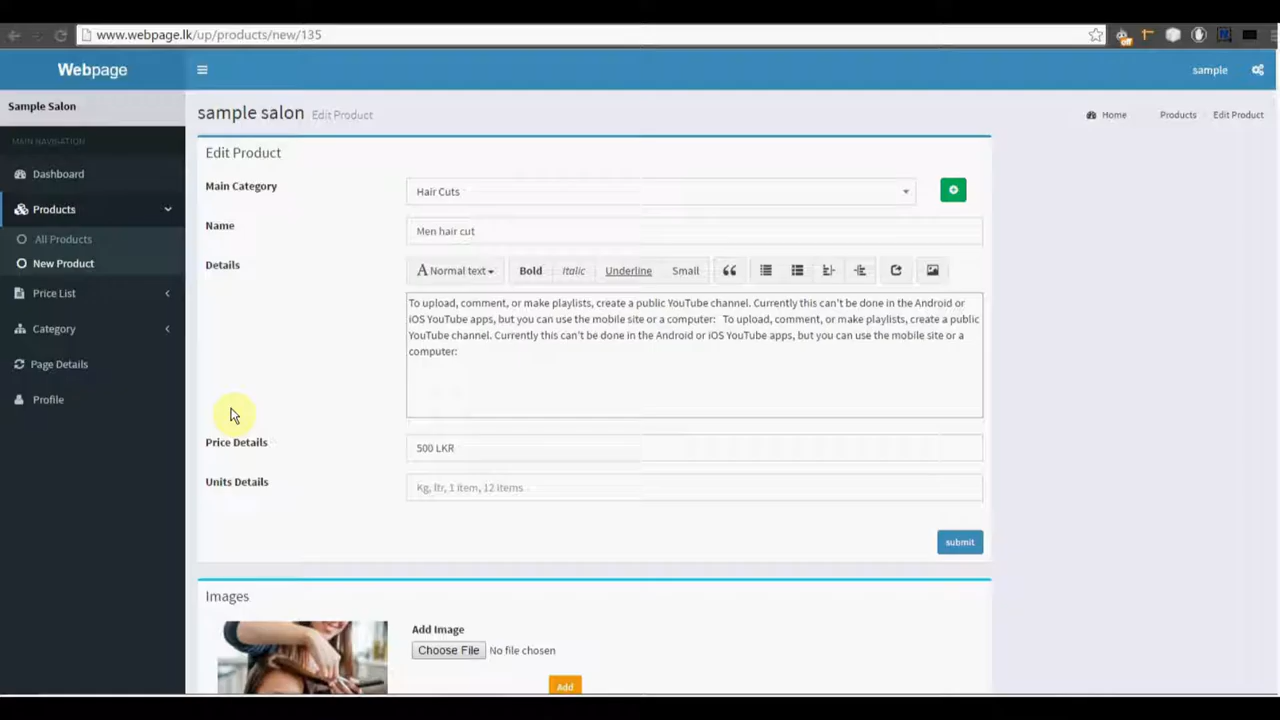 www.webpage.lk/up/products/new/135
off
Webpage
sample
Sample Salon
sample salon Edit Product
Home Products Edit Product
MAIN NAVIGATION
Dashboard
Products
All Products
New Product
Price List
Category
Page Details
Profile
Edit Product
Main Category
Hair Cuts
Name
Men hair cut
Details
A Normal text
Bold Italic Underline Small
To upload, comment, or make playlists, create a public YouTube channel. Currently this can't be done in the Android or
iOS YouTube apps, but you can use the mobile site or a computer: To upload, comment, or make playlists, create a public
YouTube channel. Currently this can't be done in the Android or iOS YouTube apps, but you can use the mobile site or a
computer:
Price Details
500 LKR
Units Details
Kg, ltr, 1 item, 12 items
submit
Images
Add Image
Choose File No file chosen
Add